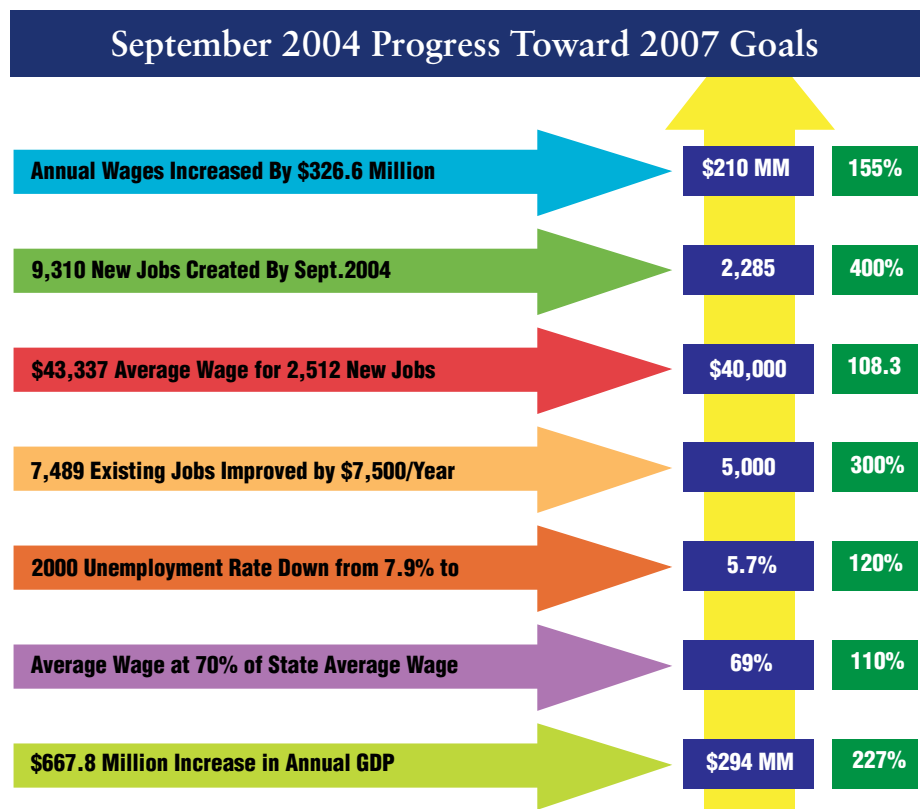 September 2004 Progress Toward 2007 Goals
Annual Wages Increased By $326.6 Million $210 MM 155%
9,310 New Jobs Created By Sept.2004 2,285 400%
$43,337 Average Wage for 2,512 New Jobs $40,000 108.3
7,489 Existing Jobs Improved by $7,500/Year 5,000 300%
2000 Unemployment Rate Down from 7.9% to 5.7% 120%
Average Wage at 70% of State Average Wage 69% 110%
$667.8 Million Increase in Annual GDP $294 MM 227%